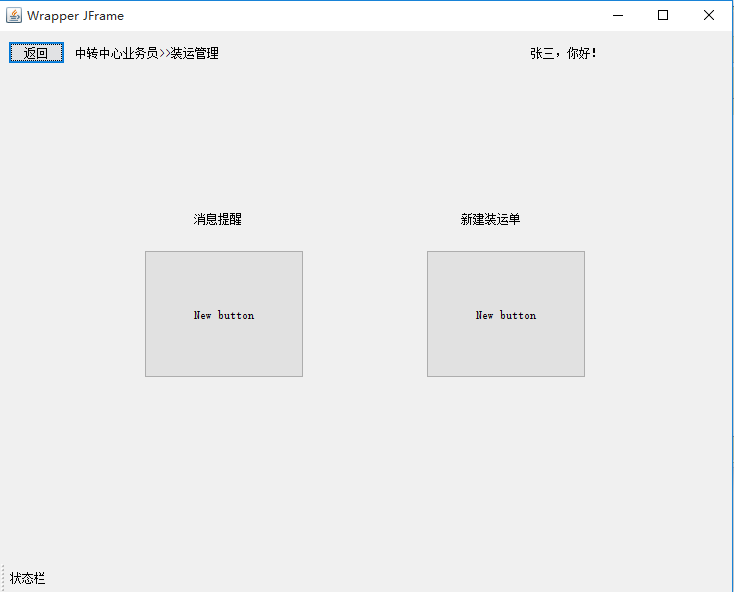 Wrapper JFrame
返回 中转中心业务员>>装运管理 张三，你好！
消息提醒 新建装运单
New button New button
状态栏